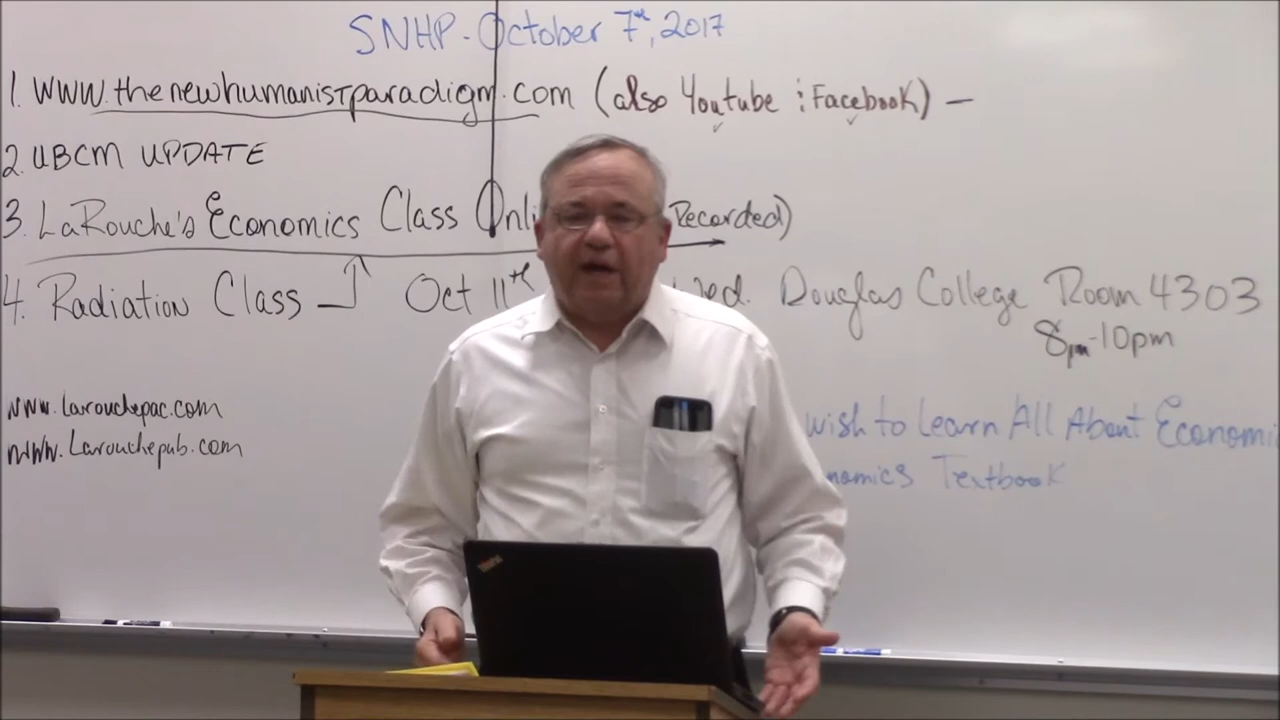 SNHP - October 7th, 2017
1. www.thenewhumanistparadigm.com (also Youtube & Facebook) -
2. UBCM UPDATE
3. LaRouche's Economics Class Onli Recorded)
4. Radiation Class Oct 11th Wed. Douglas College Room 4303
8pm-10pm
www.larouchepac.com
www.Larouchepub.com
wish to Learn All About Economi
nomics Textbook
ThinkPad